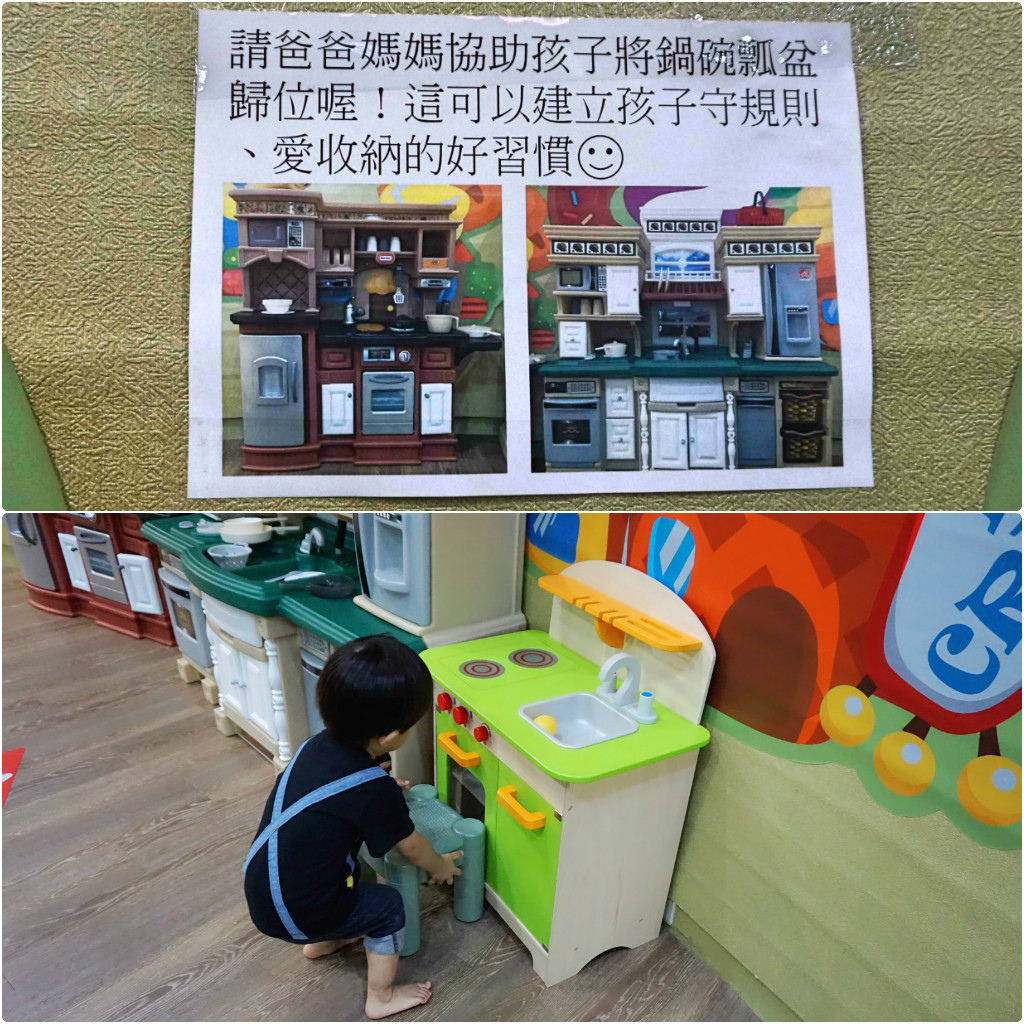 請爸爸媽媽協助孩子將鍋碗瓢盆
歸位喔！這可以建立孩子守規則
、愛收納的好習慣☺
CR